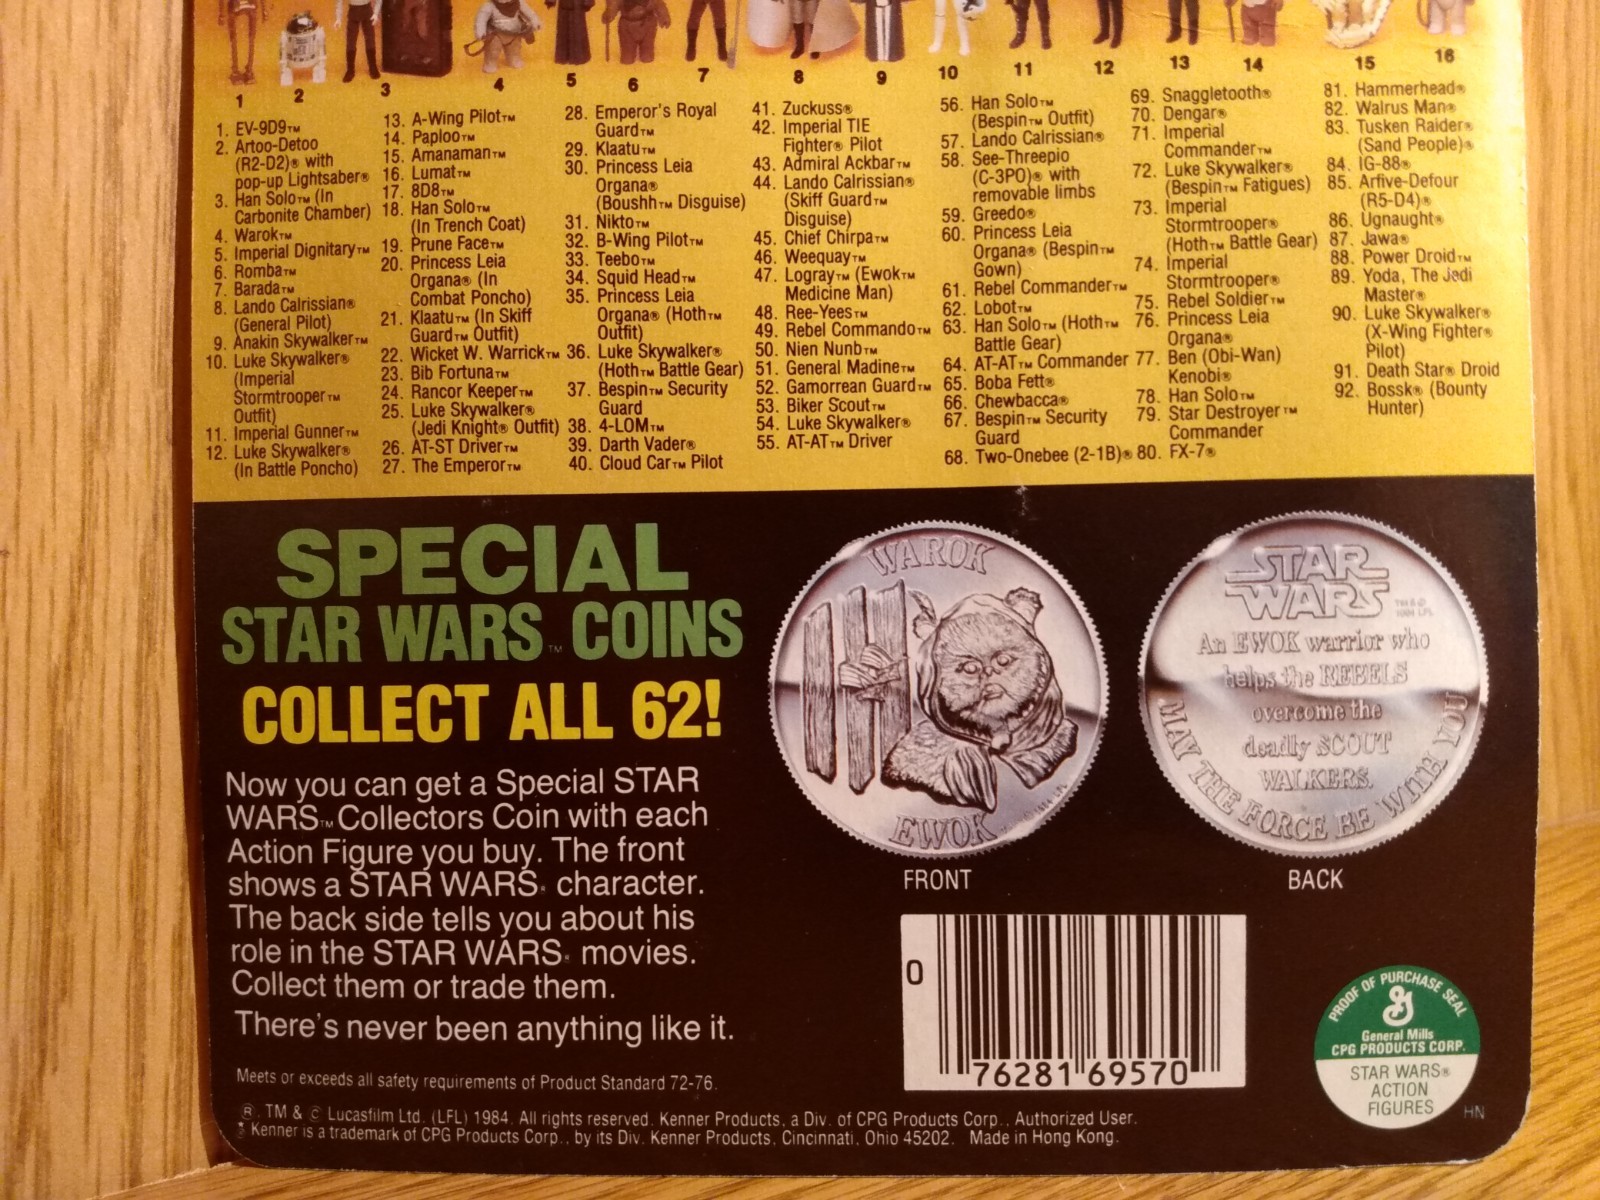 1
2
3
4
5
6
7
8
9
10
11
12
13
14
15
16
1. EV-9D9™
2. Artoo-Detoo
(R2-D2)® with
pop-up Lightsaber®
3. Han Solo™ (In
Carbonite Chamber)
4. Warok™
5. Imperial Dignitary™
6. Romba™
7. Barada™
8. Lando Calrissian®
(General Pilot)
9. Anakin Skywalker™
10. Luke Skywalker®
(Imperial
Stormtrooper™
Outfit)
11. Imperial Gunner™
12. Luke Skywalker®
(In Battle Poncho)
13. A-Wing Pilot™
14. Paploo™
15. Amanaman™
16. Lumat™
17. 8D8™
18. Han Solo™
(In Trench Coat)
19. Prune Face™
20. Princess Leia
Organa® (In
Combat Poncho)
21. Klaatu™ (In Skiff
Guard™ Outfit)
22. Wicket W. Warrick™
23. Bib Fortuna™
24. Rancor Keeper™
25. Luke Skywalker®
(Jedi Knight® Outfit)
26. AT-ST Driver™
27. The Emperor™
28. Emperor's Royal
Guard™
29. Klaatu™
30. Princess Leia
Organa®
(Boushh™ Disguise)
31. Nikto™
32. B-Wing Pilot™
33. Teebo™
34. Squid Head™
35. Princess Leia
Organa® (Hoth™
Outfit)
36. Luke Skywalker®
(Hoth™ Battle Gear)
37. Bespin™ Security
Guard
38. 4-LOM™
39. Darth Vader®
40. Cloud Car™ Pilot
41. Zuckuss®
42. Imperial TIE
Fighter® Pilot
43. Admiral Ackbar™
44. Lando Calrissian®
(Skiff Guard™
Disguise)
45. Chief Chirpa™
46. Weequay™
47. Logray™ (Ewok™
Medicine Man)
48. Ree-Yees™
49. Rebel Commando™
50. Nien Nunb™
51. General Madine™
52. Gamorrean Guard™
53. Biker Scout™
54. Luke Skywalker®
55. AT-AT™ Driver
56. Han Solo™
(Bespin™ Outfit)
57. Lando Calrissian®
58. See-Threepio
(C-3PO)® with
removable limbs
59. Greedo®
60. Princess Leia
Organa® (Bespin™
Gown)
61. Rebel Commander™
62. Lobot™
63. Han Solo™ (Hoth™
Battle Gear)
64. AT-AT™ Commander
65. Boba Fett®
66. Chewbacca®
67. Bespin™ Security
Guard
68. Two-Onebee (2-1B)®
69. Snaggletooth®
70. Dengar®
71. Imperial
Commander™
72. Luke Skywalker®
(Bespin™ Fatigues)
73. Imperial
Stormtrooper®
(Hoth™ Battle Gear)
74. Imperial
Stormtrooper®
75. Rebel Soldier™
76. Princess Leia
Organa®
77. Ben (Obi-Wan)
Kenobi®
78. Han Solo™
79. Star Destroyer™
Commander
80. FX-7®
81. Hammerhead®
82. Walrus Man®
83. Tusken Raider®
(Sand People)®
84. IG-88®
85. Arfive-Defour
(R5-D4)®
86. Ugnaught®
87. Jawa®
88. Power Droid™
89. Yoda, The Jedi
Master®
90. Luke Skywalker®
(X-Wing Fighter®
Pilot)
91. Death Star® Droid
92. Bossk® (Bounty
Hunter)
SPECIAL
STAR WARS™ COINS
COLLECT ALL 62!
Now you can get a Special STAR
WARS™ Collectors Coin with each
Action Figure you buy. The front
shows a STAR WARS® character.
The back side tells you about his
role in the STAR WARS® movies.
Collect them or trade them.
There's never been anything like it.
Meets or exceeds all safety requirements of Product Standard 72-76.
®, TM & © Lucasfilm Ltd. (LFL) 1984. All rights reserved. Kenner Products, a Div. of CPG Products Corp., Authorized User.
* Kenner is a trademark of CPG Products Corp., by its Div. Kenner Products, Cincinnati, Ohio 45202. Made in Hong Kong.
WAROK
EWOK
FRONT
STAR
WARS
TM & ©
1984 LFL
An EWOK warrior who
helps the REBELS
overcome the
deadly SCOUT
WALKERS.
MAY THE FORCE BE WITH YOU
BACK
0
76281 69570
PROOF OF PURCHASE SEAL
G
General Mills
CPG PRODUCTS CORP.
STAR WARS®
ACTION
FIGURES
HN